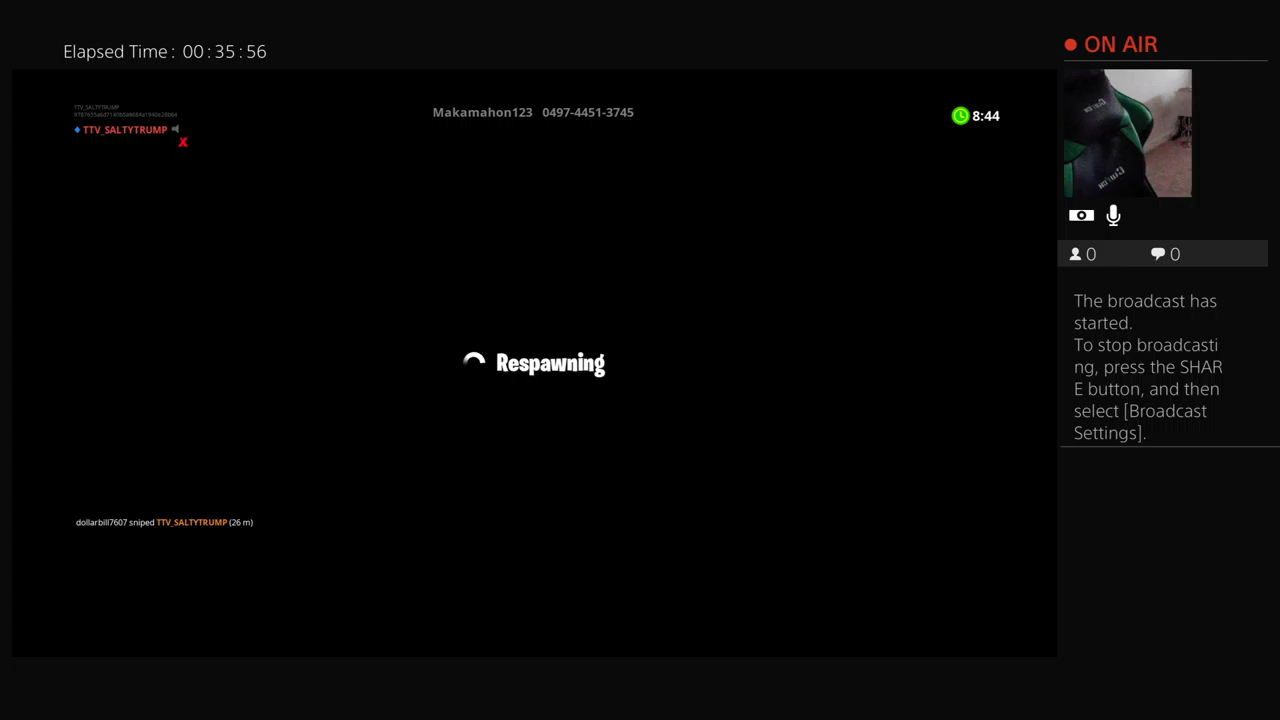 Elapsed Time: 00:35:56
ON AIR
TTV_SALTYTRUMP
TTV_SALTYTRUMP
X
Makamahon123 0497-4451-3745
8:44
0 0
The broadcast has
started.
To stop broadcasti
ng, press the SHAR
E button, and then
select [Broadcast
Settings].
Respawning
dollarbill7607 sniped TTV_SALTYTRUMP (26 m)